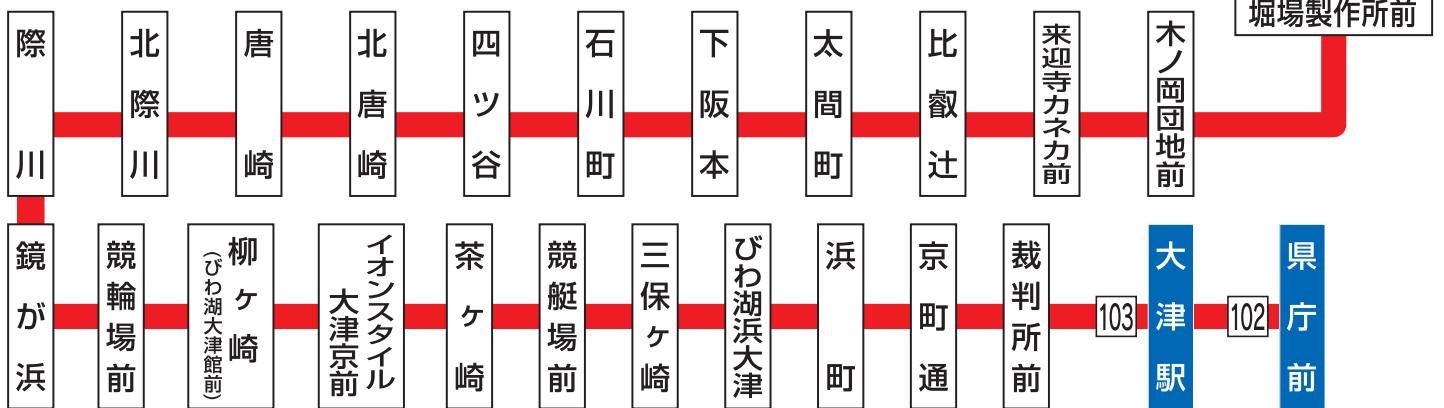 堀場製作所前
際川
北際川
唐崎
北唐崎
四ツ谷
石川町
下阪本
太間町
比叡辻
来迎寺カネカ前
木ノ岡団地前
鏡が浜
競輪場前
柳ヶ崎
(びわ湖大津館前)
イオンスタイル
大津京前
茶ヶ崎
競艇場前
三保ヶ崎
びわ湖浜大津
浜町
京町通
裁判所前
103
大津駅
102
県庁前